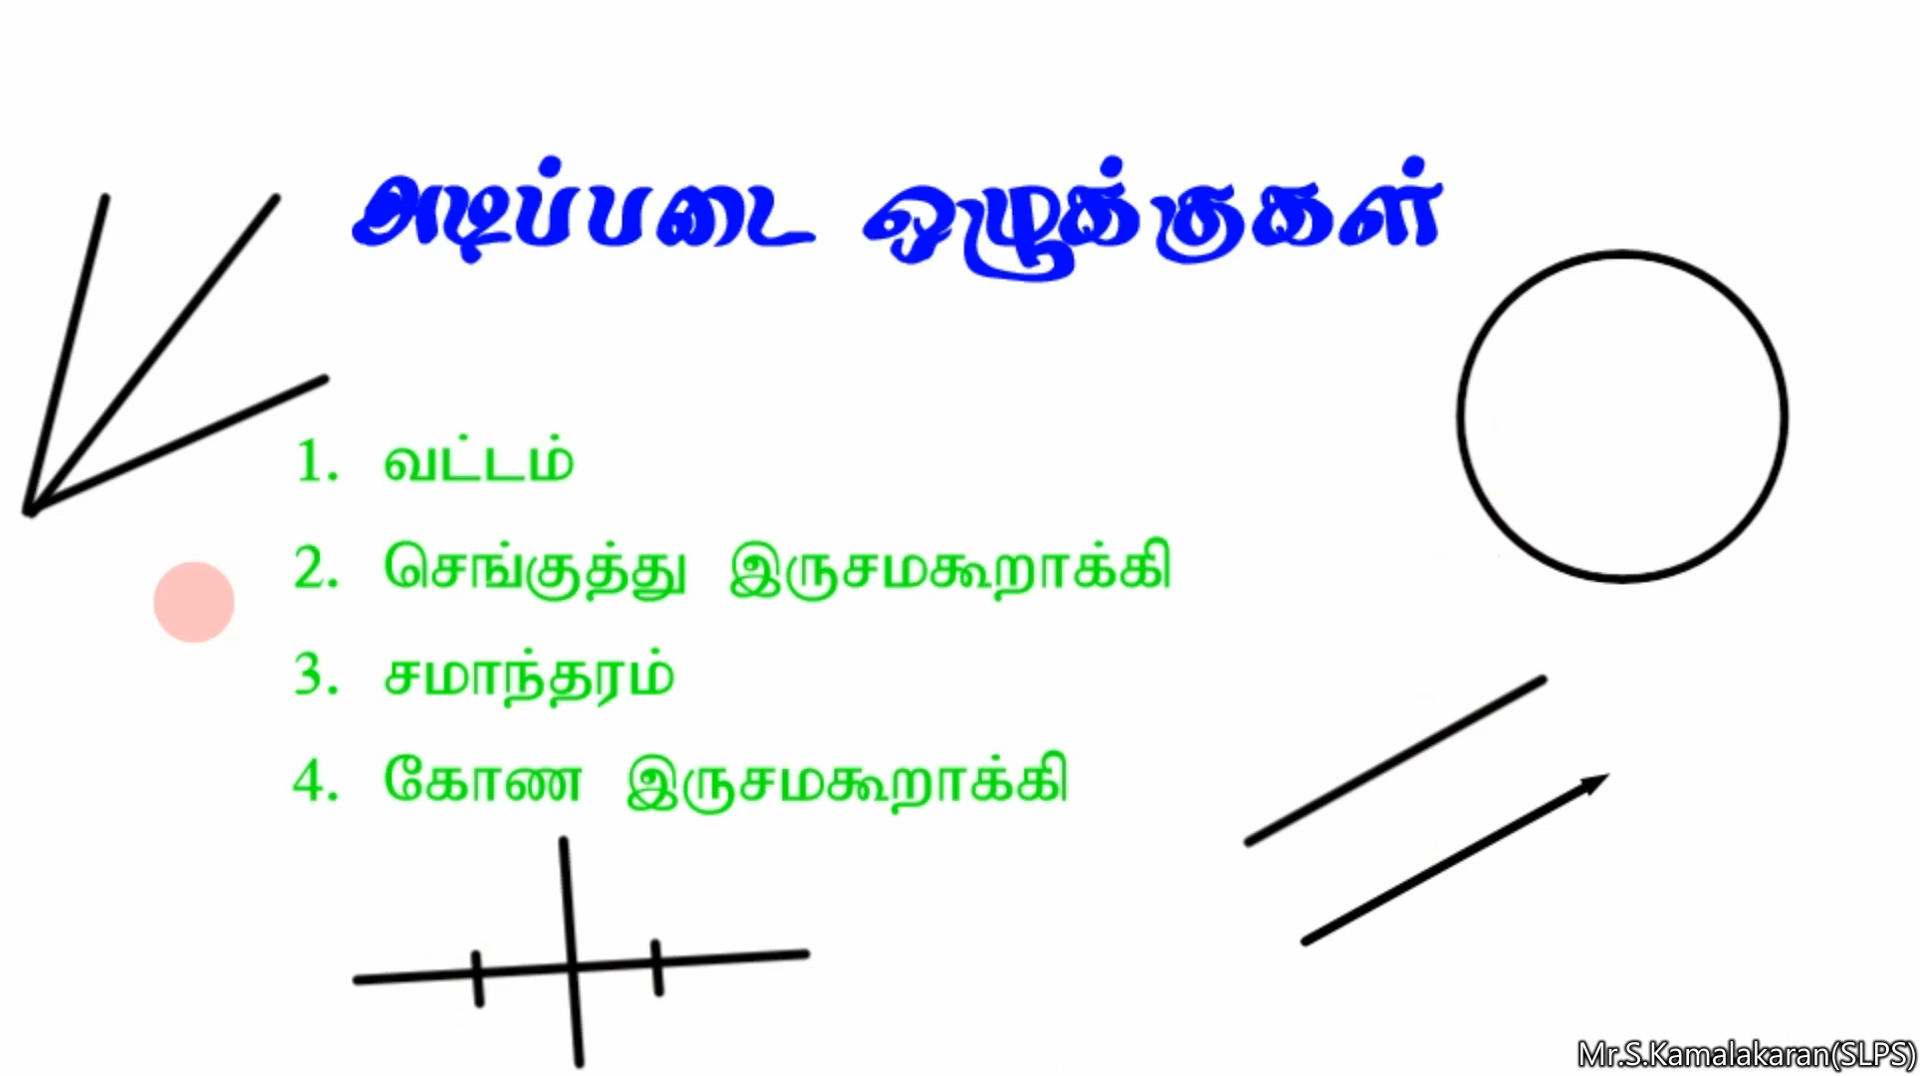 அடிப்படை ஒழுக்குகள்
1. வட்டம்
2. செங்குத்து இருசமகூறாக்கி
3. சமாந்தரம்
4. கோண இருசமகூறாக்கி
Mr.S.Kamalakaran(SLPS)